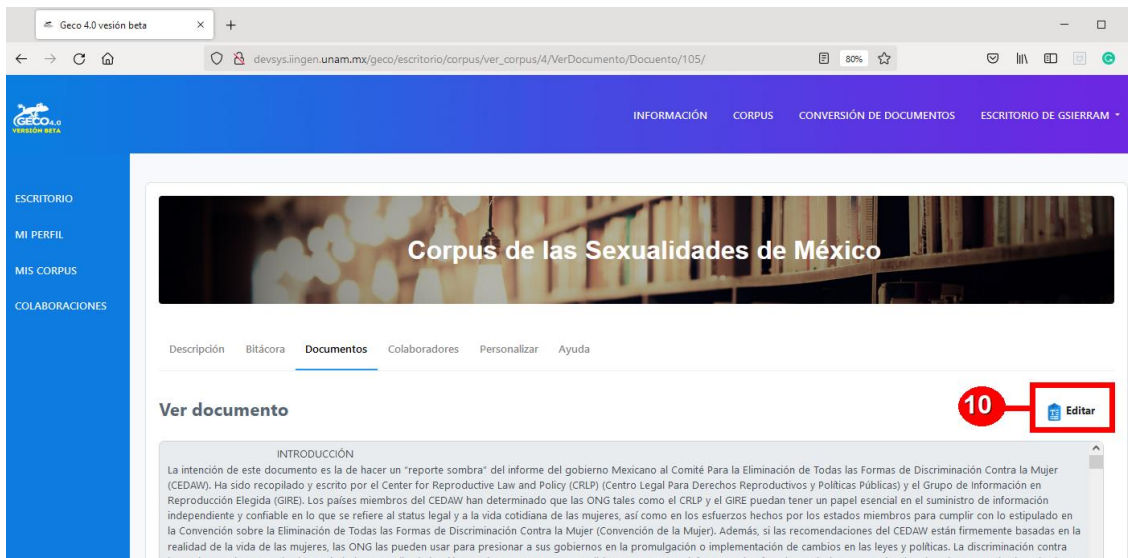 Geco 4.0 vesión beta
devsys.iingen.unam.mx/geco/escritorio/corpus/ver_corpus/4/VerDocumento/Docuento/105/
80%
GECO4.0
VERSIÓN BETA
INFORMACIÓN CORPUS CONVERSIÓN DE DOCUMENTOS ESCRITORIO DE GSIERRAM
ESCRITORIO
MI PERFIL
MIS CORPUS
COLABORACIONES
Corpus de las Sexualidades de México
Descripción Bitácora Documentos Colaboradores Personalizar Ayuda
Ver documento
10
Editar
INTRODUCCIÓN
La intención de este documento es la de hacer un "reporte sombra" del informe del gobierno Mexicano al Comité Para la Eliminación de Todas las Formas de Discriminación Contra la Mujer
(CEDAW). Ha sido recopilado y escrito por el Center for Reproductive Law and Policy (CRLP) (Centro Legal Para Derechos Reproductivos y Políticas Públicas) y el Grupo de Información en
Reproducción Elegida (GIRE). Los países miembros del CEDAW han determinado que las ONG tales como el CRLP y el GIRE puedan tener un papel esencial en el suministro de información
independiente y confiable en lo que se refiere al status legal y a la vida cotidiana de las mujeres, así como en los esfuerzos hechos por los estados miembros para cumplir con lo estipulado en
la Convención sobre la Eliminación de Todas las Formas de Discriminación Contra la Mujer (Convención de la Mujer). Además, si las recomendaciones del CEDAW están firmemente basadas en la
realidad de la vida de las mujeres, las ONG las pueden usar para presionar a sus gobiernos en la promulgación o implementación de cambios en las leyes y políticas. La discriminación contra